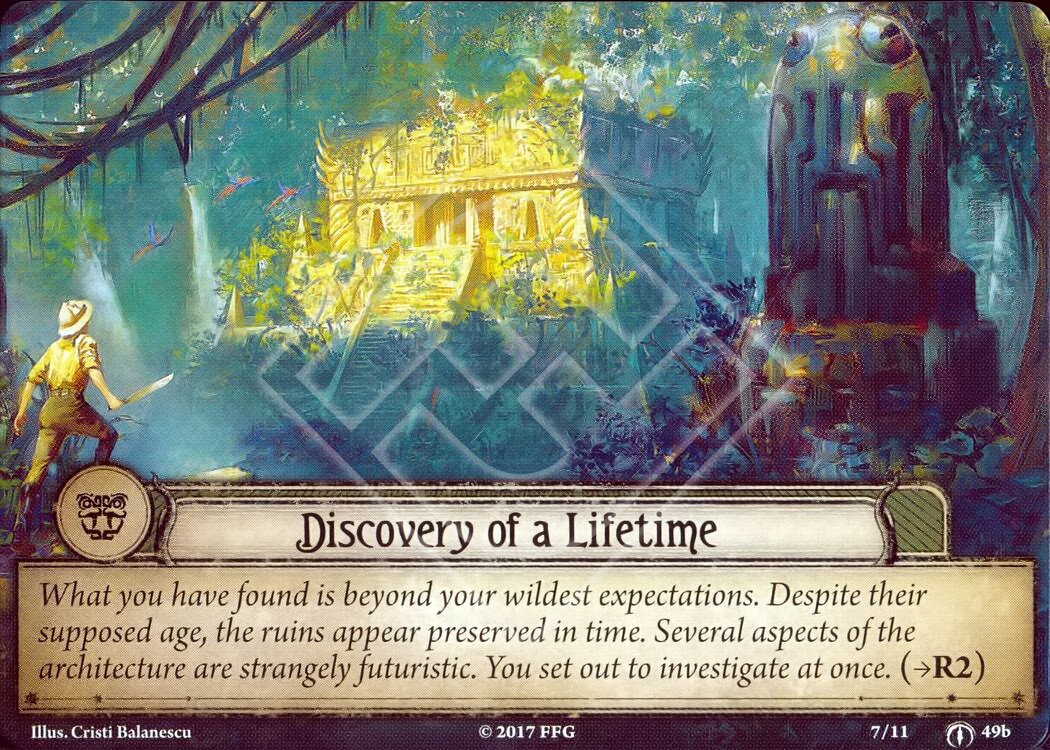 Discovery of a Lifetime
What you have found is beyond your wildest expectations. Despite their
supposed age, the ruins appear preserved in time. Several aspects of the
architecture are strangely futuristic. You set out to investigate at once. (→R2)
Illus. Cristi Balanescu © 2017 FFG 7/11 49b